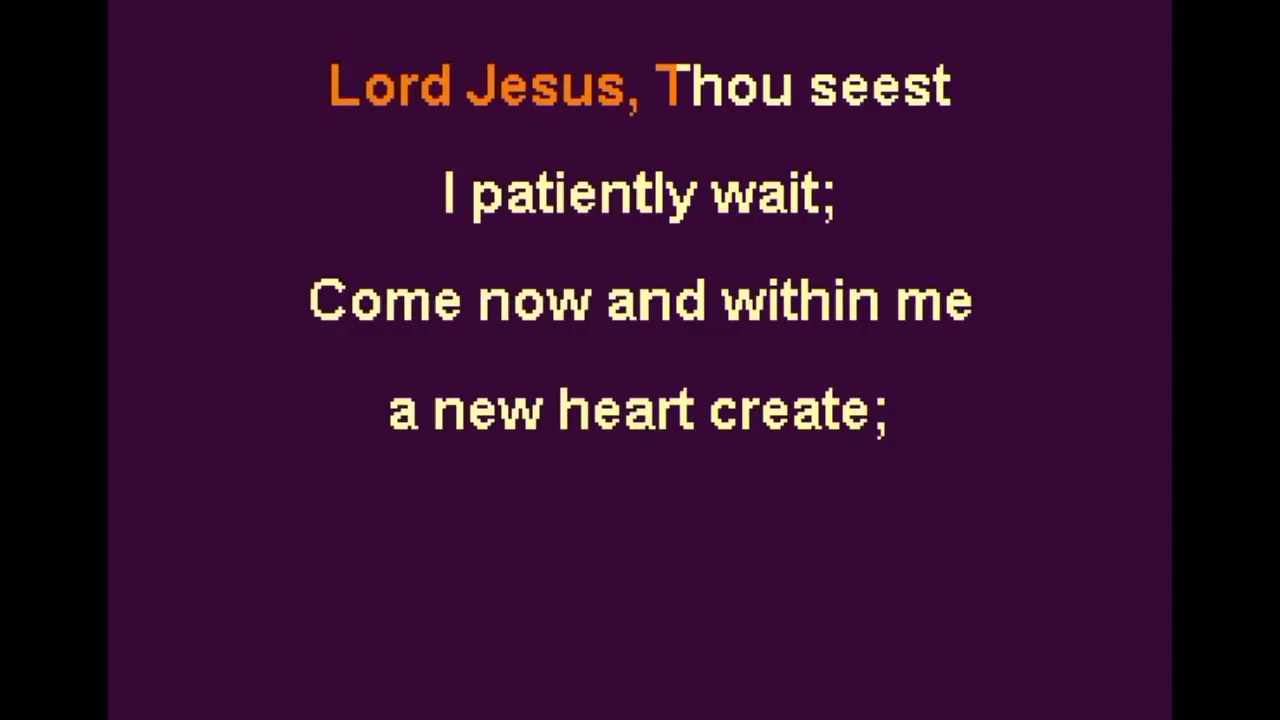 Lord Jesus, Thou seest
I patiently wait;
Come now and within me
a new heart create;